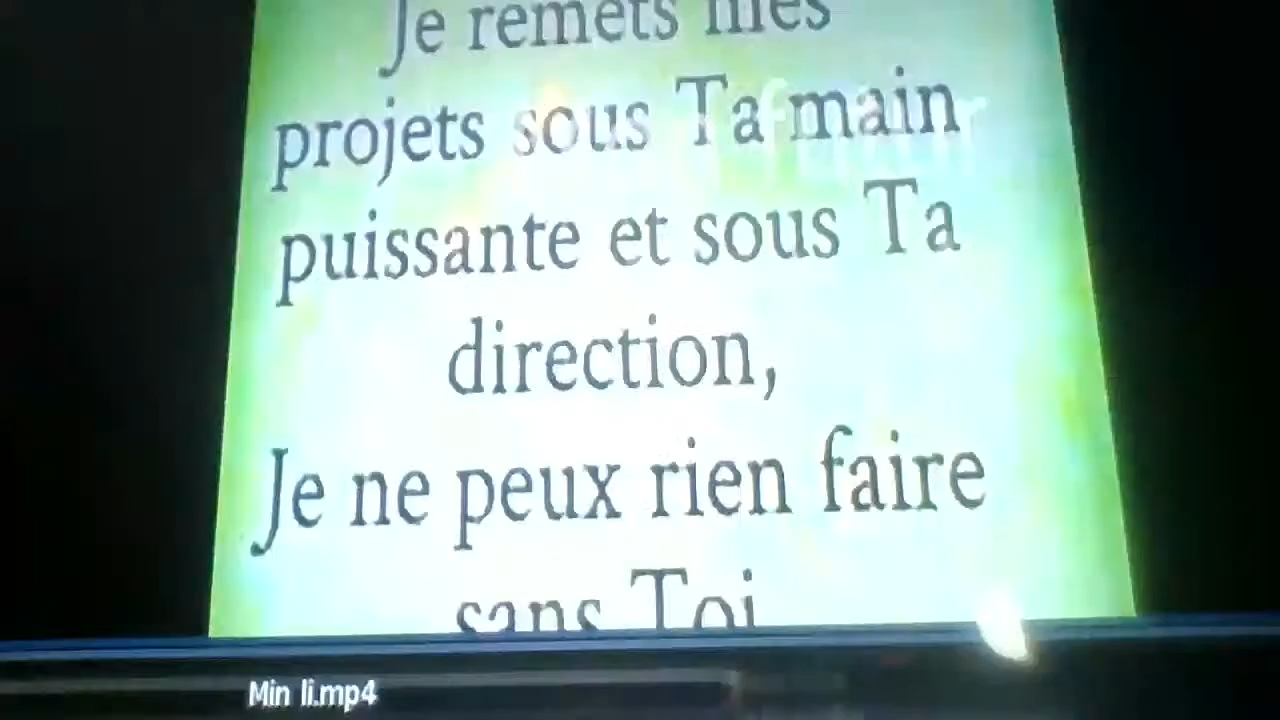 Je remets mes
projets sous Ta main
puissante et sous Ta
direction,
Je ne peux rien faire
sans Toi
Min li.mp4